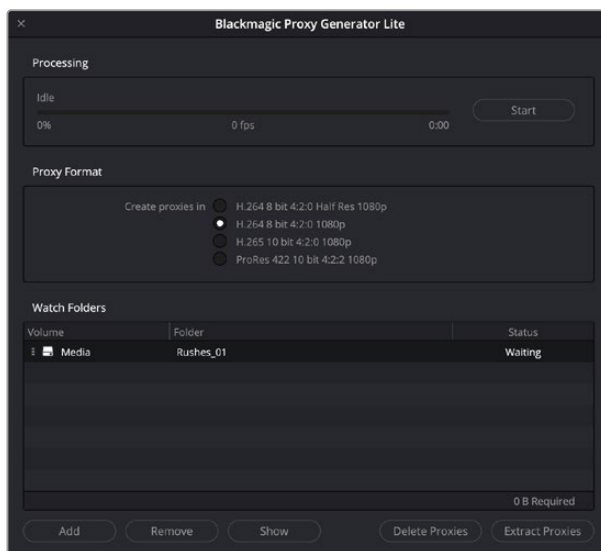 Blackmagic Proxy Generator Lite
Processing
Idle
Start
0% 0 fps 0:00
Proxy Format
Create proxies in H.264 8 bit 4:2:0 Half Res 1080p
H.264 8 bit 4:2:0 1080p
H.265 10 bit 4:2:0 1080p
ProRes 422 10 bit 4:2:2 1080p
Watch Folders
Volume Folder Status
Media Rushes_01 Waiting
0 B Required
Add Remove Show Delete Proxies Extract Proxies